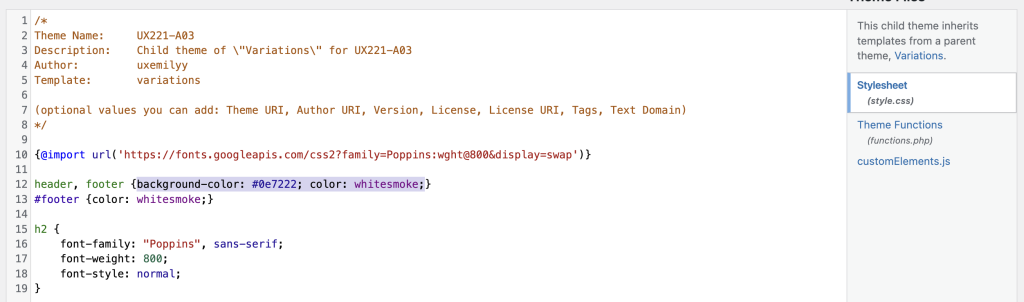 1 /*
2 Theme Name: UX221-A03
3 Description: Child theme of \"Variations\" for UX221-A03
4 Author: uxemilyy
5 Template: variations
6
7 (optional values you can add: Theme URI, Author URI, Version, License, License URI, Tags, Text Domain)
8 */
9
10 {@import url('https://fonts.googleapis.com/css2?family=Poppins:wght@800&display=swap')}
11
12 header, footer {background-color: #0e7222; color: whitesmoke;}
13 #footer {color: whitesmoke;}
14
15 h2 {
16 font-family: "Poppins", sans-serif;
17 font-weight: 800;
18 font-style: normal;
19 }
This child theme inherits
templates from a parent
theme, Variations.
Stylesheet
(style.css)
Theme Functions
(functions.php)
customElements.js